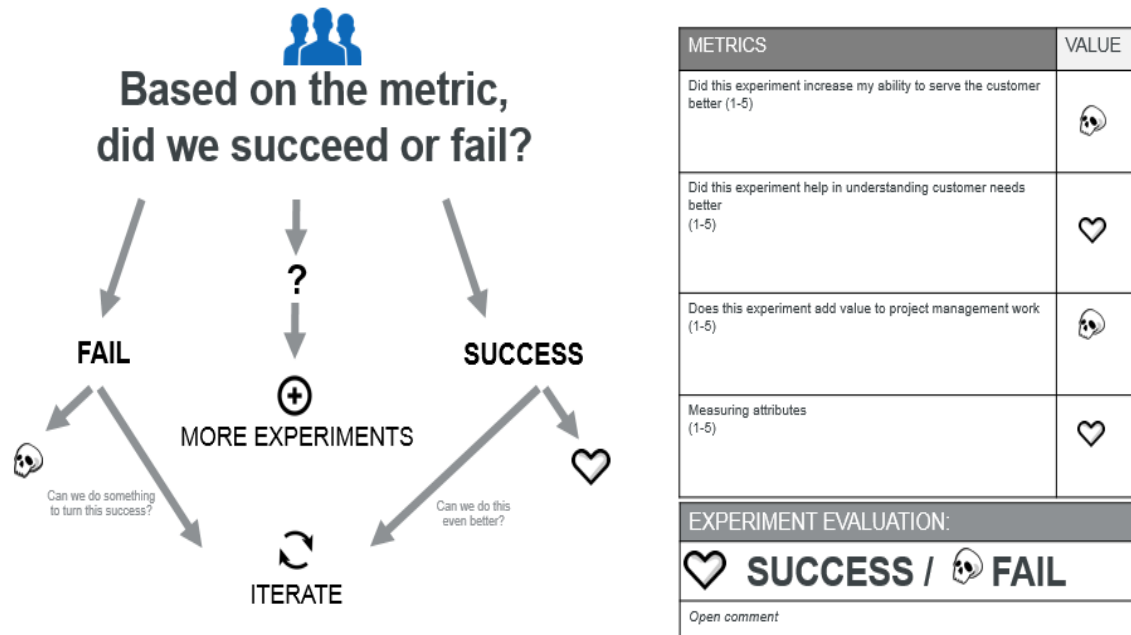 Based on the metric,
did we succeed or fail?
?
FAIL
SUCCESS
MORE EXPERIMENTS
Can we do something
to turn this success?
Can we do this
even better?
ITERATE
METRICS
VALUE
Did this experiment increase my ability to serve the customer
better (1-5)
Did this experiment help in understanding customer needs
better
(1-5)
Does this experiment add value to project management work
(1-5)
Measuring attributes
(1-5)
EXPERIMENT EVALUATION:
SUCCESS / FAIL
Open comment